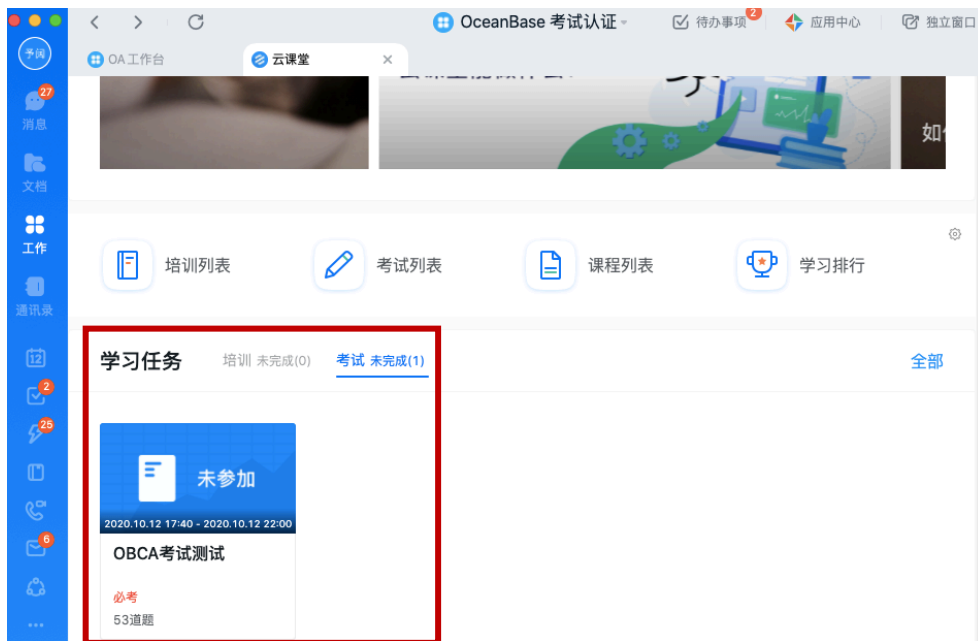 OceanBase 考试认证
待办事项
2
应用中心
独立窗口
予闲
OA工作台
云课堂
27
消息
文档
工作
通讯录
12
2
25
6
如
培训列表
考试列表
课程列表
学习排行
学习任务
培训 未完成(0)
考试 未完成(1)
全部
未参加
2020.10.12 17:40 - 2020.10.12 22:00
OBCA考试测试
必考
53道题